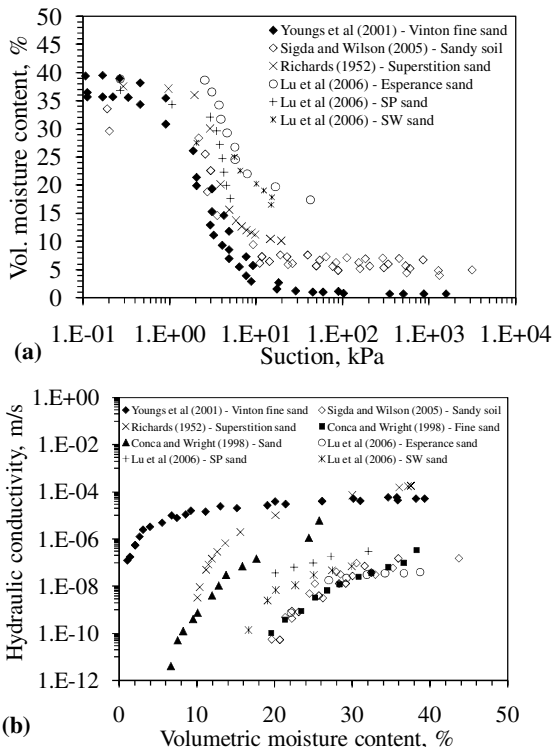 50
45
40
35
30
25
20
15
10
5
0
Vol. moisture content, %
Youngs et al (2001) - Vinton fine sand
Sigda and Wilson (2005) - Sandy soil
Richards (1952) - Superstition sand
Lu et al (2006) - Esperance sand
Lu et al (2006) - SP sand
Lu et al (2006) - SW sand
1.E-01 1.E+00 1.E+01 1.E+02 1.E+03 1.E+04
(a) Suction, kPa
1.E+00
1.E-02
1.E-04
1.E-06
1.E-08
1.E-10
1.E-12
Hydraulic conductivity, m/s
Youngs et al (2001) - Vinton fine sand Sigda and Wilson (2005) - Sandy soil
Richards (1952) - Superstition sand Conca and Wright (1998) - Fine sand
Conca and Wright (1998) - Sand Lu et al (2006) - Esperance sand
Lu et al (2006) - SP sand Lu et al (2006) - SW sand
0 10 20 30 40 50
(b) Volumetric moisture content, %